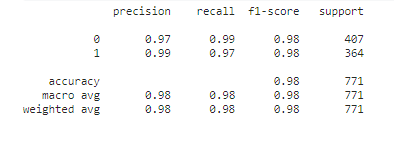 precision recall f1-score support
0 0.97 0.99 0.98 407
1 0.99 0.97 0.98 364
accuracy 0.98 771
macro avg 0.98 0.98 0.98 771
weighted avg 0.98 0.98 0.98 771